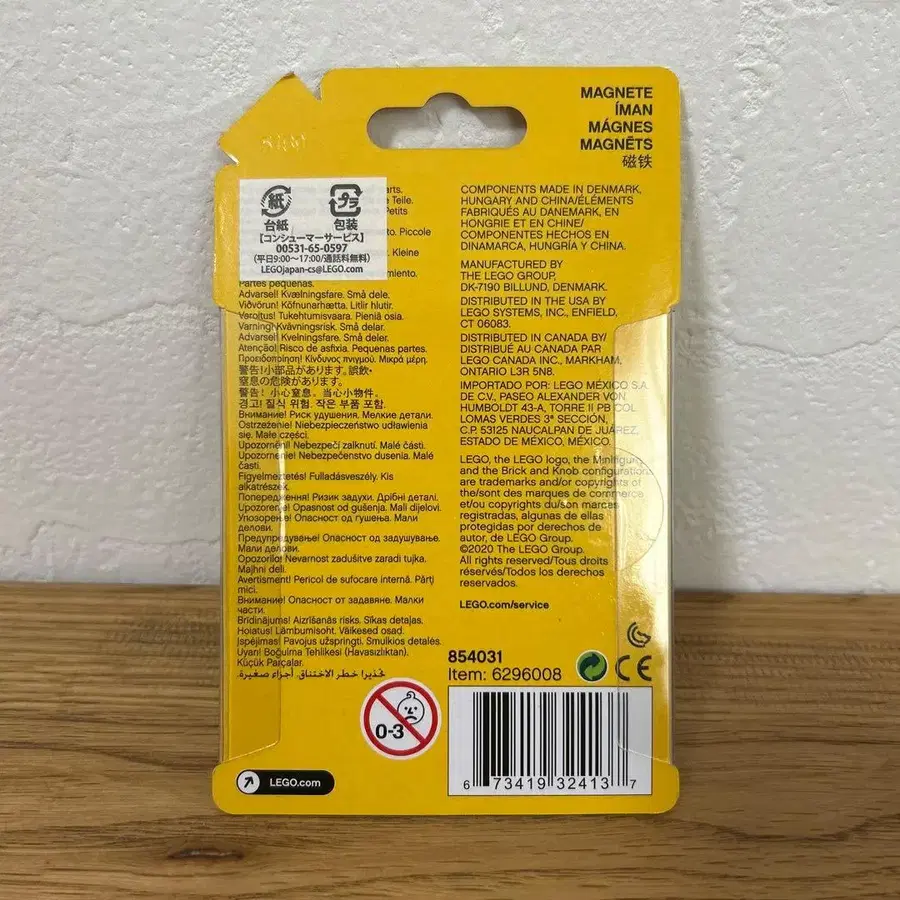 MAGNETE
ÍMAN
MÁGNES
MAGNĒTS
磁铁
紙
台紙
プラ
包装
【コンシューマーサービス】
00531-65-0597
(平日9:00〜17:00/通話料無料)
LEGOjapan-cs@LEGO.com
arts.
Teile.
Petits
Piccole
Kleine
miento.
Partes pequenas.
Advarsel! Kvælningsfare. Små dele.
Viðvörun! Köfnunarhætta. Litlir hlutir.
Varoitus! Tukehtumisvaara. Pieniä osia.
Varning! Kvävningsrisk. Små delar.
Advarsel! Kvelningsfare. Små deler.
Atenção! Risco de asfixia. Pequenas partes.
Προειδοποίηση! Κίνδυνος πνιγμού. Μικρά μέρη.
警告!小部品があります。誤飲・
窒息の危険があります。
警告! 小心窒息。当心小物件。
경고! 질식 위험. 작은 부품 포함.
Внимание! Риск удушения. Мелкие детали.
Ostrzeżenie! Niebezpieczeństwo udławienia
się. Małe części.
Upozornění! Nebezpečí zalknutí. Malé části.
Upozornenie! Nebezpečenstvo dusenia. Malé
časti.
Figyelmeztetés! Fulladásveszély. Kis
alkatrészek.
Попередження! Ризик задухи. Дрібні деталі.
Upozorenje! Opasnost od gušenja. Mali dijelovi.
Упозорење! Опасност од гушења. Мали
делови.
Предупредување! Опасност од задушување.
Мали делови.
Opozorilo! Nevarnost zadušitve zaradi tujka.
Majhni deli.
Avertisment! Pericol de sufocare internă. Părţi
mici.
Внимание! Опасност от задавяне. Малки
части.
Brīdinājums! Aizrīšanās risks. Sīkas detaļas.
Hoiatus! Lämbumisoht. Väikesed osad.
Įspėjimas! Pavojus užspringti. Smulkios detalės.
Uyarı! Boğulma Tehlikesi (Havasızlıktan).
Küçük Parçalar.
تحذير! خطر الاختناق. أجزاء صغيرة.
COMPONENTS MADE IN DENMARK,
HUNGARY AND CHINA/ÉLÉMENTS
FABRIQUÉS AU DANEMARK, EN
HONGRIE ET EN CHINE/
COMPONENTES HECHOS EN
DINAMARCA, HUNGRÍA Y CHINA.
MANUFACTURED BY
THE LEGO GROUP,
DK-7190 BILLUND, DENMARK.
DISTRIBUTED IN THE USA BY
LEGO SYSTEMS, INC., ENFIELD,
CT 06083.
DISTRIBUTED IN CANADA BY/
DISTRIBUÉ AU CANADA PAR
LEGO CANADA INC., MARKHAM,
ONTARIO L3R 5N8.
IMPORTADO POR: LEGO MÉXICO S.A.
DE C.V., PASEO ALEXANDER VON
HUMBOLDT 43-A, TORRE II PB COL
LOMAS VERDES 3ª SECCIÓN,
C.P. 53125 NAUCALPAN DE JUÁREZ,
ESTADO DE MÉXICO, MÉXICO.
LEGO, the LEGO logo, the Minifigure
and the Brick and Knob configurations
are trademarks and/or copyrights of
the/sont des marques de commerce
et/ou copyrights du/son marcas
registradas, algunas de ellas
protegidas por derechos de
autor, de LEGO Group.
©2020 The LEGO Group.
All rights reserved/Tous droits
réservés/Todos los derechos
reservados.
LEGO.com/service
854031
Item: 6296008
CE
0-3
6 73419 32413 7
LEGO.com